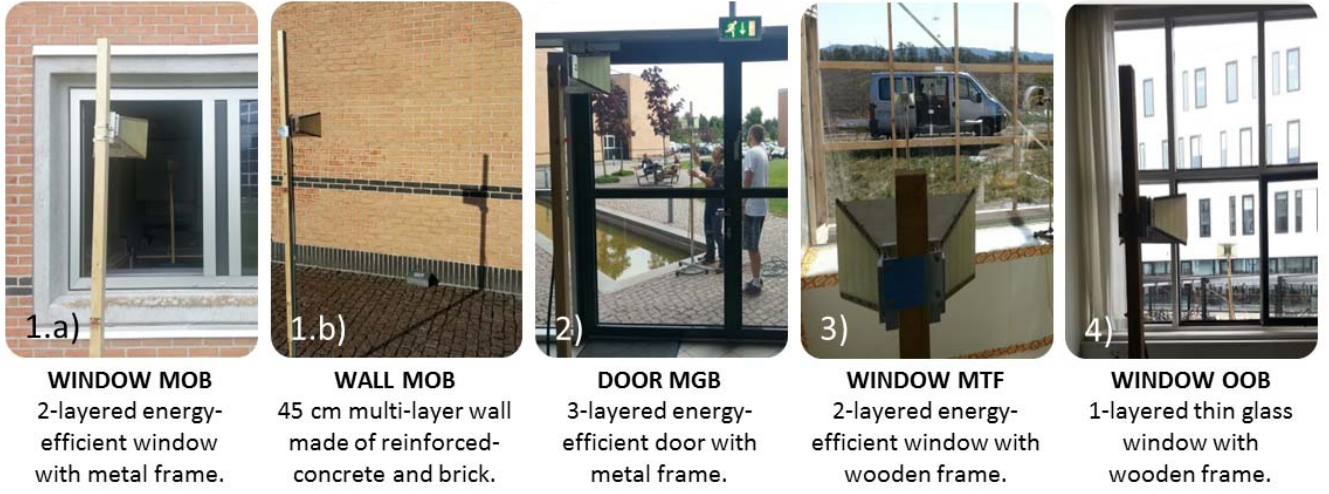 1.a)
1.b)
2)
3)
4)
WINDOW MOB
2-layered energy-
efficient window
with metal frame.
WALL MOB
45 cm multi-layer wall
made of reinforced-
concrete and brick.
DOOR MGB
3-layered energy-
efficient door with
metal frame.
WINDOW MTF
2-layered energy-
efficient window with
wooden frame.
WINDOW OOB
1-layered thin glass
window with
wooden frame.